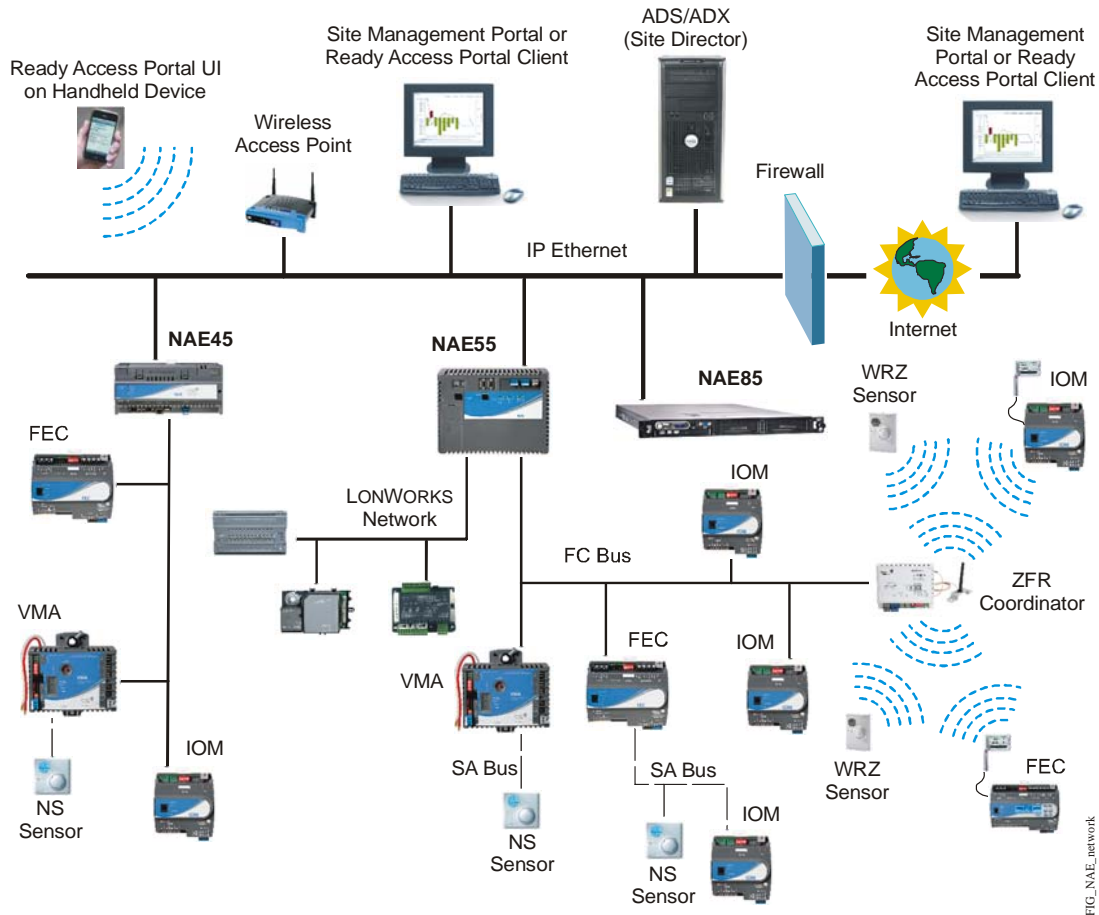 Ready Access Portal UI
on Handheld Device
Wireless
Access Point
Site Management Portal or
Ready Access Portal Client
ADS/ADX
(Site Director)
Site Management
Portal or Ready
Access Portal Client
Firewall
IP Ethernet
Internet
NAE45
NAE55
NAE85
WRZ
Sensor
IOM
FEC
LONWORKS
Network
IOM
FC Bus
ZFR
Coordinator
VMA
VMA
FEC
IOM
IOM
NS
Sensor
SA Bus
NS
Sensor
SA Bus
NS
Sensor
IOM
WRZ
Sensor
FEC
FIG_NAE_network